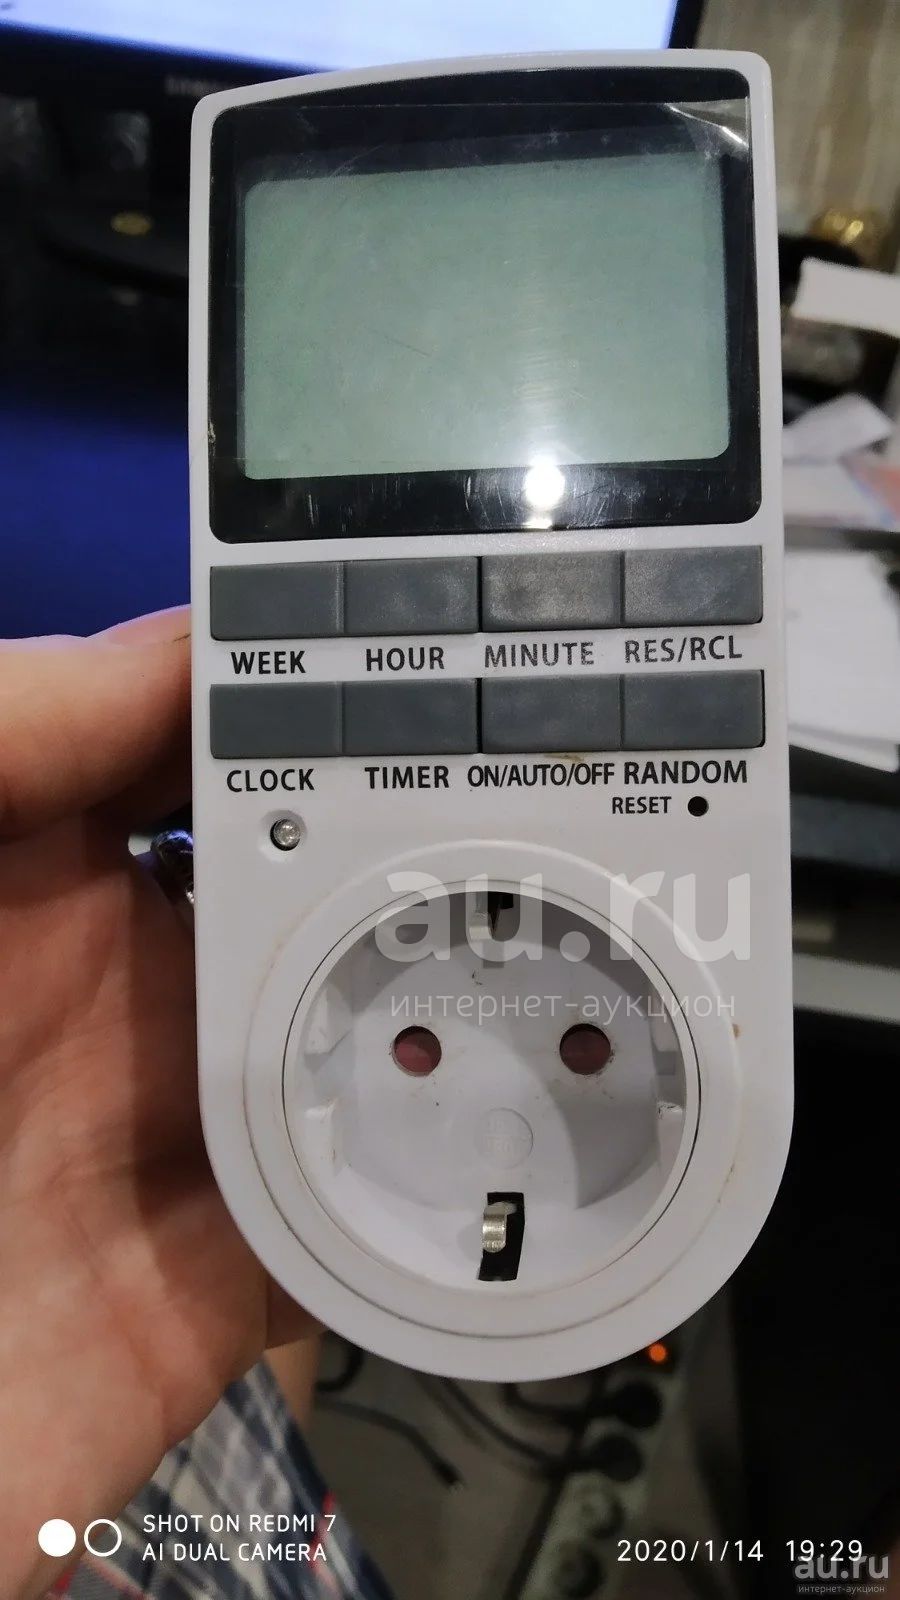 WEEK HOUR MINUTE RES/RCL
CLOCK TIMER ON/AUTO/OFF RANDOM
RESET
au.ru
интернет-аукцион
SHOT ON REDMI 7
AI DUAL CAMERA
2020/1/14 19:29
au.ru
интернет-аукцион